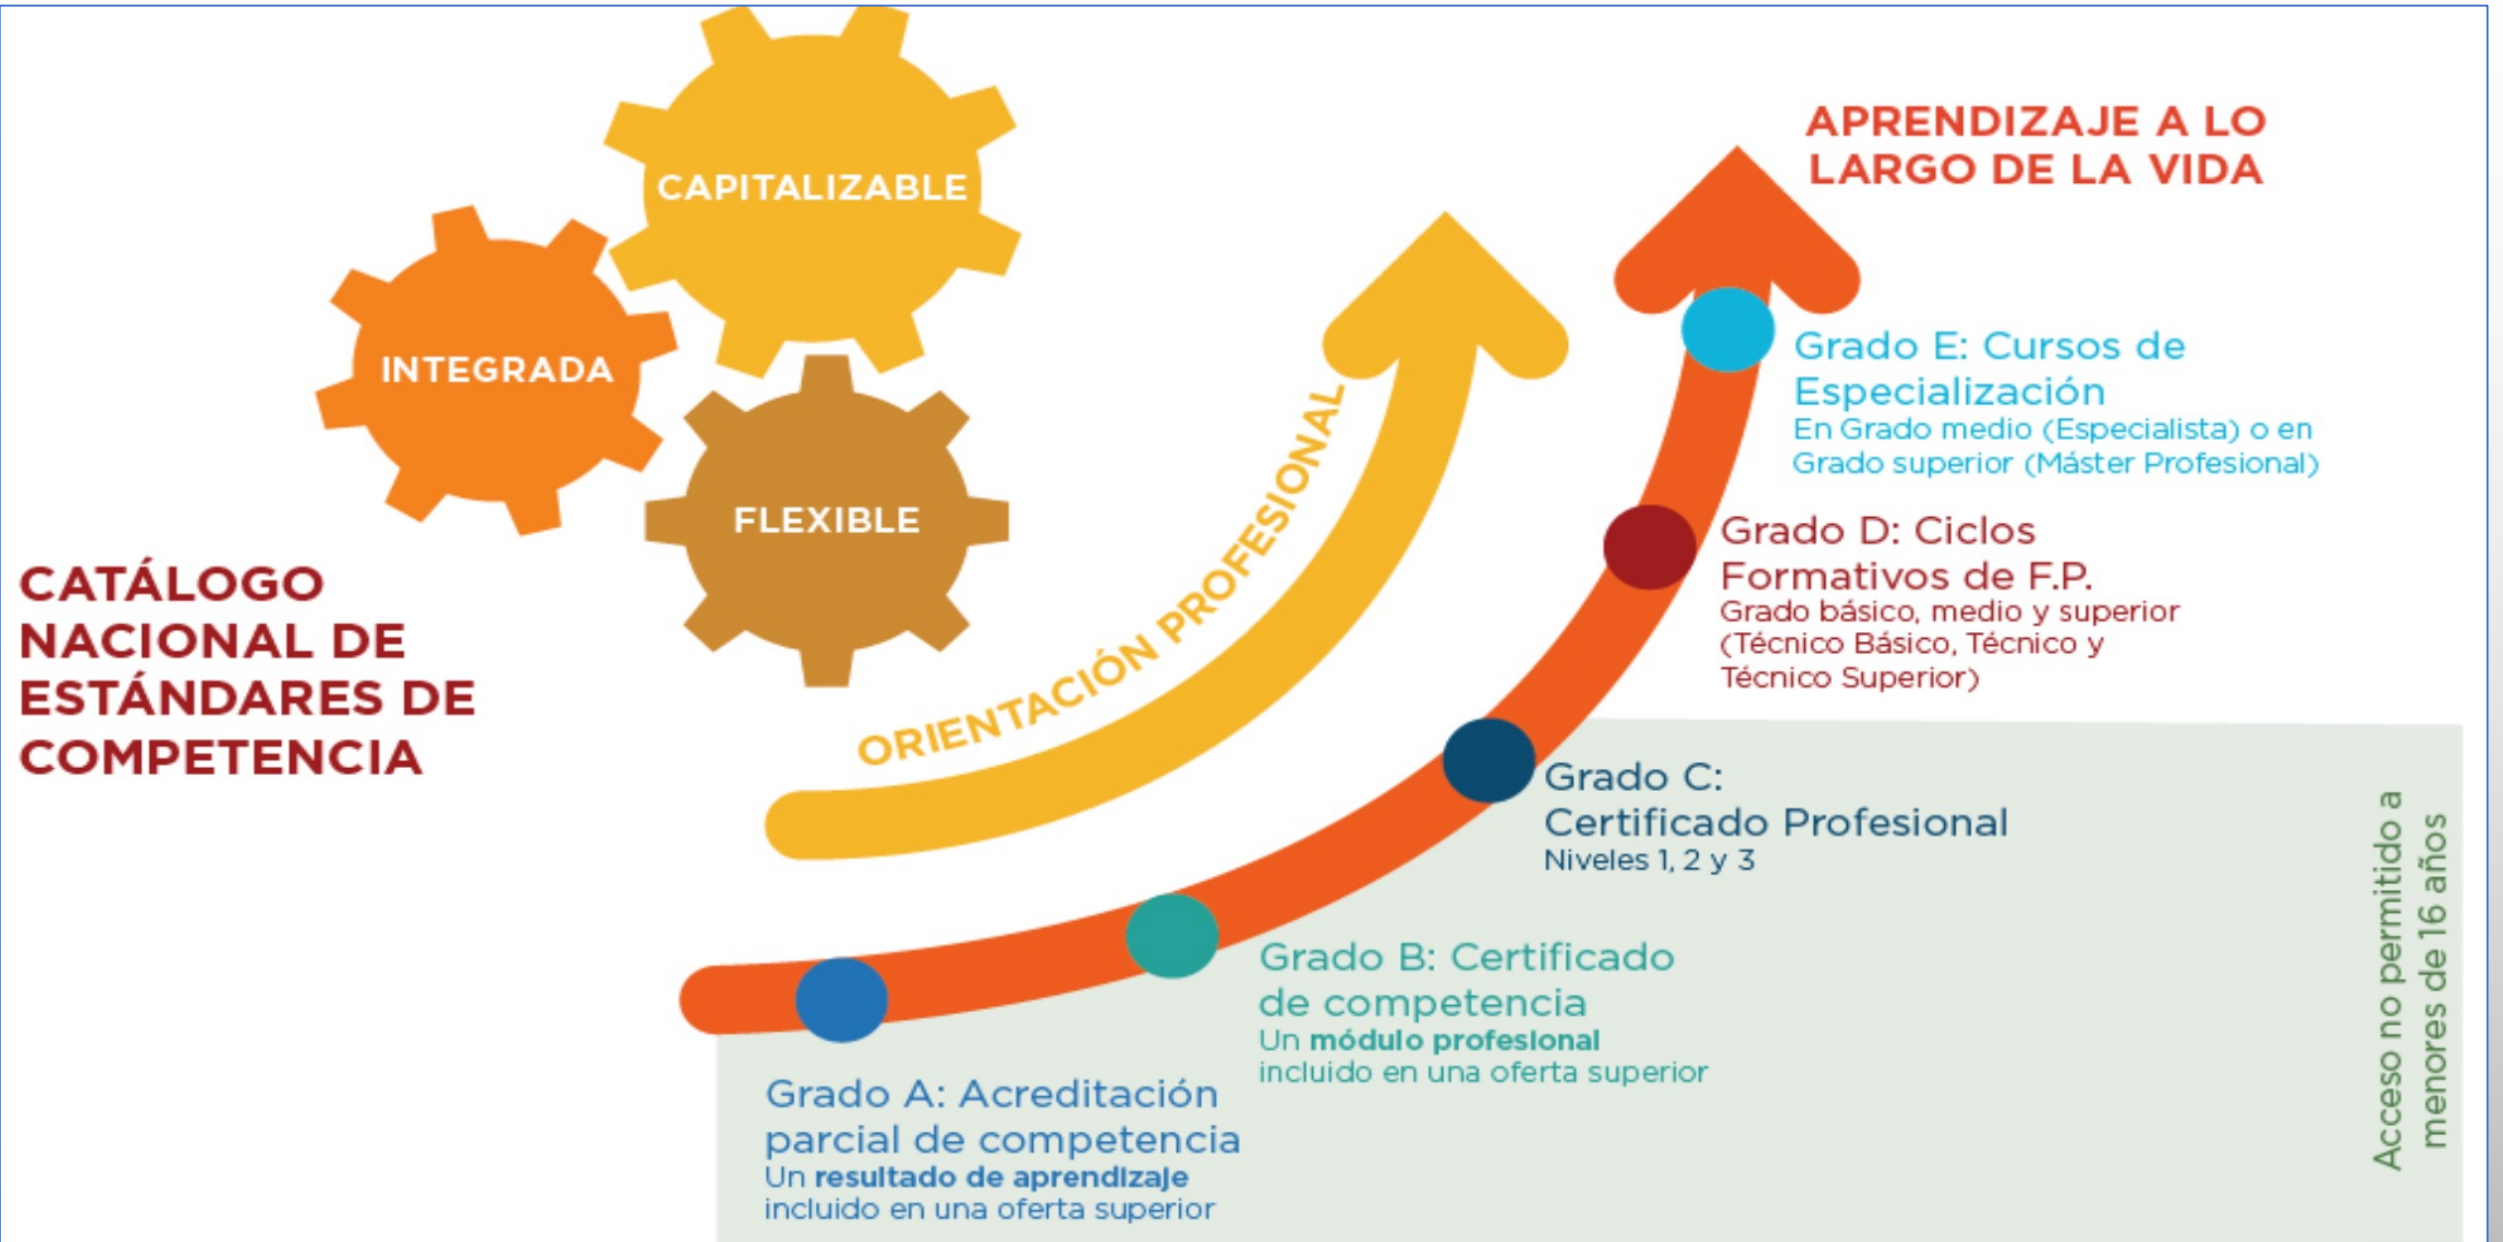 CAPITALIZABLE
INTEGRADA
FLEXIBLE
CATÁLOGO
NACIONAL DE
ESTÁNDARES DE
COMPETENCIA
ORIENTACIÓN PROFESIONAL
APRENDIZAJE A LO
LARGO DE LA VIDA
Grado E: Cursos de
Especialización
En Grado medio (Especialista) o en
Grado superior (Máster Profesional)
Grado D: Ciclos
Formativos de F.P.
Grado básico, medio y superior
(Técnico Básico, Técnico y
Técnico Superior)
Grado C:
Certificado Profesional
Niveles 1, 2 y 3
Grado B: Certificado
de competencia
Un módulo profesional
incluido en una oferta superior
Grado A: Acreditación
parcial de competencia
Un resultado de aprendizaje
incluido en una oferta superior
Acceso no permitido a
menores de 16 años